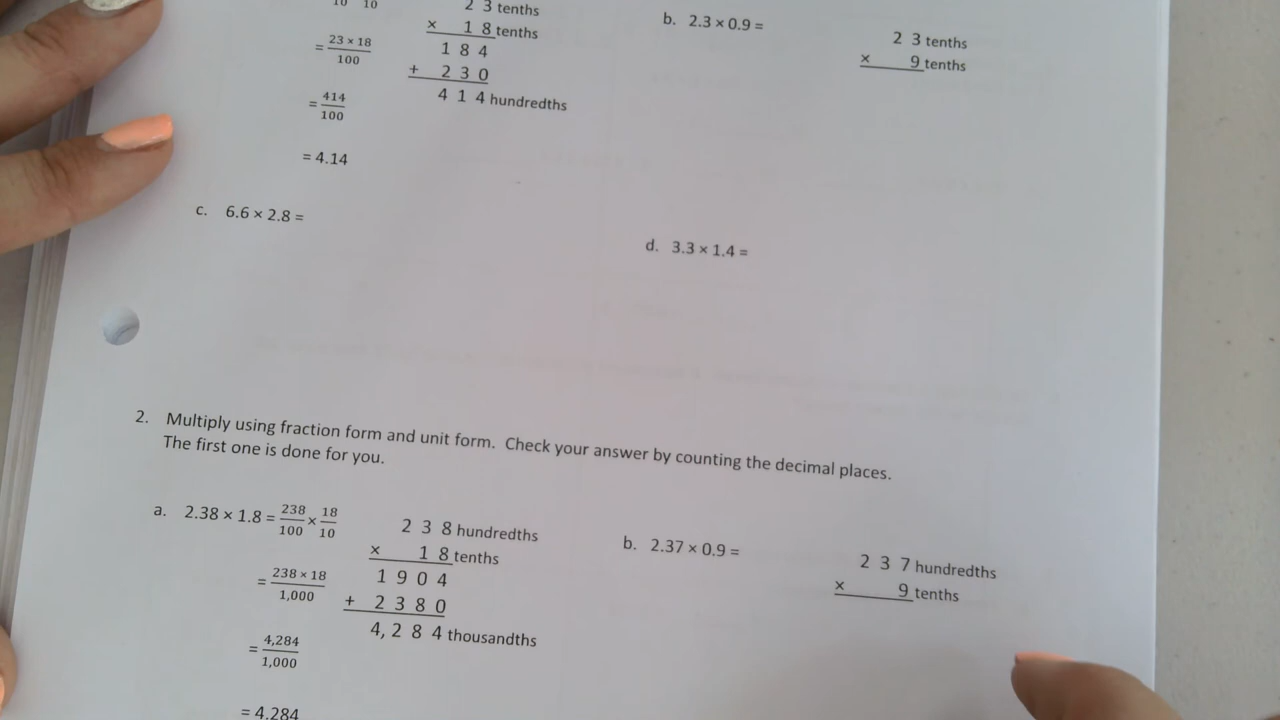 10 10
2 3 tenths
× 1 8 tenths
1 8 4
+ 2 3 0
4 1 4 hundredths
= 23 × 18 / 100
= 414 / 100
= 4.14
b. 2.3 × 0.9 =
2 3 tenths
× 9 tenths
c. 6.6 × 2.8 =
d. 3.3 × 1.4 =
2. Multiply using fraction form and unit form. Check your answer by counting the decimal places.
The first one is done for you.
a. 2.38 × 1.8 = 238/100 × 18/10
= 238 × 18 / 1,000
= 4,284 / 1,000
= 4.284
2 3 8 hundredths
× 1 8 tenths
1 9 0 4
+ 2 3 8 0
4, 2 8 4 thousandths
b. 2.37 × 0.9 =
2 3 7 hundredths
× 9 tenths